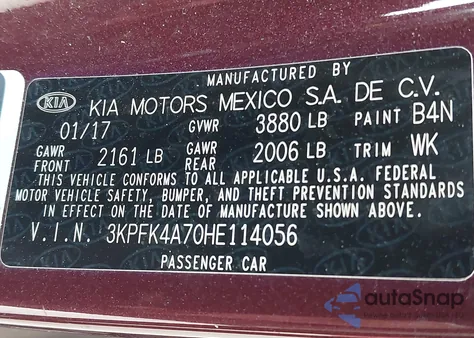 MANUFACTURED BY
KIA KIA MOTORS MEXICO S.A. DE C.V.
01/17 GVWR 3880 LB PAINT B4N
GAWR FRONT 2161 LB GAWR REAR 2006 LB TRIM WK
THIS VEHICLE CONFORMS TO ALL APPLICABLE U.S.A. FEDERAL
MOTOR VEHICLE SAFETY, BUMPER, AND THEFT PREVENTION STANDARDS
IN EFFECT ON THE DATE OF MANUFACTURE SHOWN ABOVE.
V.I.N. 3KPFK4A70HE114056
PASSENGER CAR
autoSnap